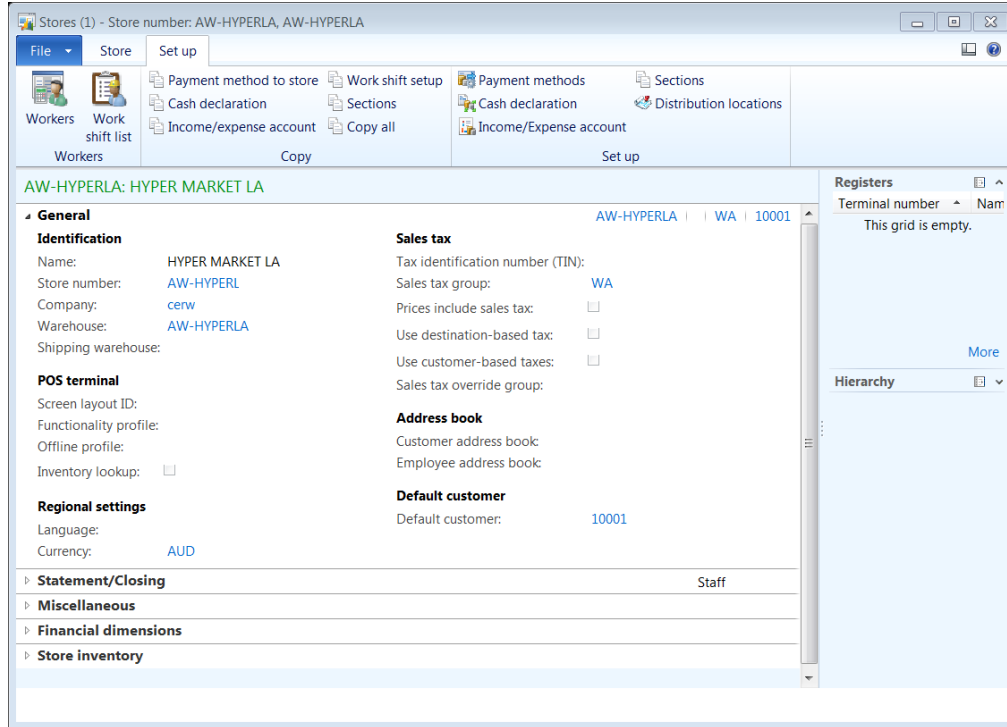 Stores (1) - Store number: AW-HYPERLA, AW-HYPERLA
File Store Set up
Workers
Work shift list
Workers
Payment method to store
Cash declaration
Income/expense account
Work shift setup
Sections
Copy all
Copy
Payment methods
Cash declaration
Income/Expense account
Sections
Distribution locations
Set up
AW-HYPERLA: HYPER MARKET LA
General AW-HYPERLA WA 10001
Identification
Name: HYPER MARKET LA
Store number: AW-HYPERL
Company: cerw
Warehouse: AW-HYPERLA
Shipping warehouse:
POS terminal
Screen layout ID:
Functionality profile:
Offline profile:
Inventory lookup:
Regional settings
Language:
Currency: AUD
Sales tax
Tax identification number (TIN):
Sales tax group: WA
Prices include sales tax:
Use destination-based tax:
Use customer-based taxes:
Sales tax override group:
Address book
Customer address book:
Employee address book:
Default customer
Default customer: 10001
Statement/Closing Staff
Miscellaneous
Financial dimensions
Store inventory
Registers
Terminal number Nam
This grid is empty.
More
Hierarchy